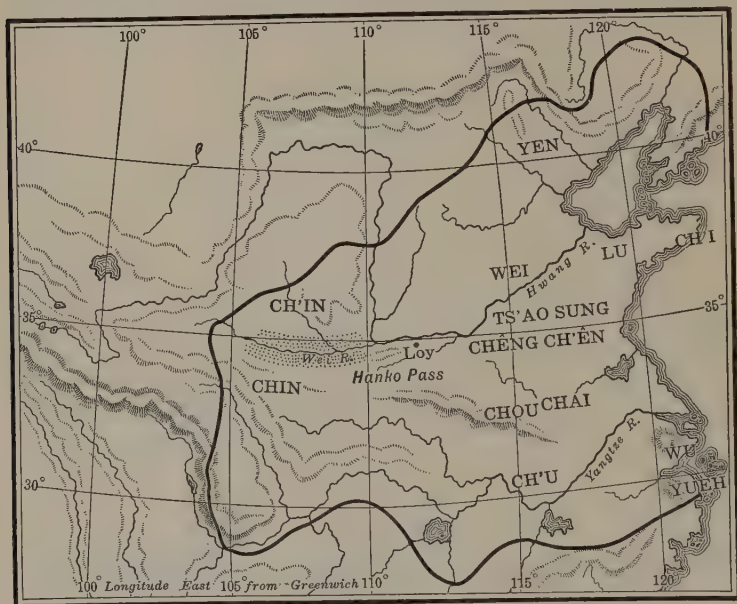 100° 105° 110° 115° 120°
40° YEN 40°
LU CH'I
WEI Hwang R.
CH'IN TS'AO SUNG
35° 35°
Wei R. Loy CHÊNG CH'ÊN
CHIN Hanko Pass
CHOU CHAI
Yangtze R. WU
30° CH'U YUEH
100° Longitude East 105° from Greenwich 110° 115° 120°